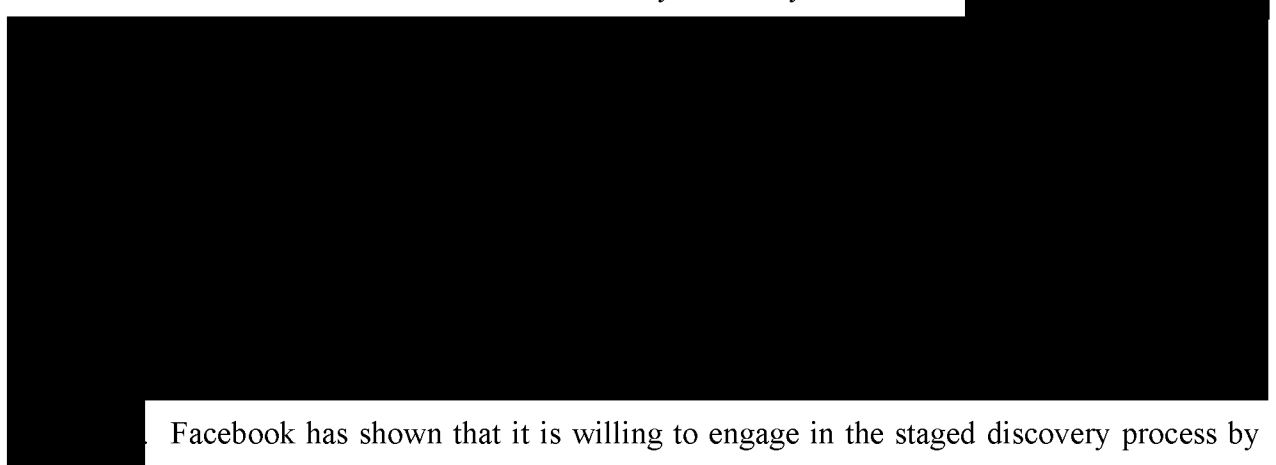 . Facebook has shown that it is willing to engage in the staged discovery process by